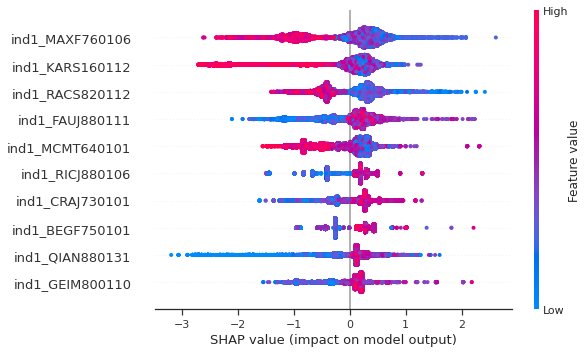 High
ind1_MAXF760106
ind1_KARS160112
ind1_RACS820112
ind1_FAUJ880111
ind1_MCMT640101
ind1_RICJ880106
ind1_CRAJ730101
ind1_BEGF750101
ind1_QIAN880131
ind1_GEIM800110
Feature value
Low
−3 −2 −1 0 1 2
SHAP value (impact on model output)